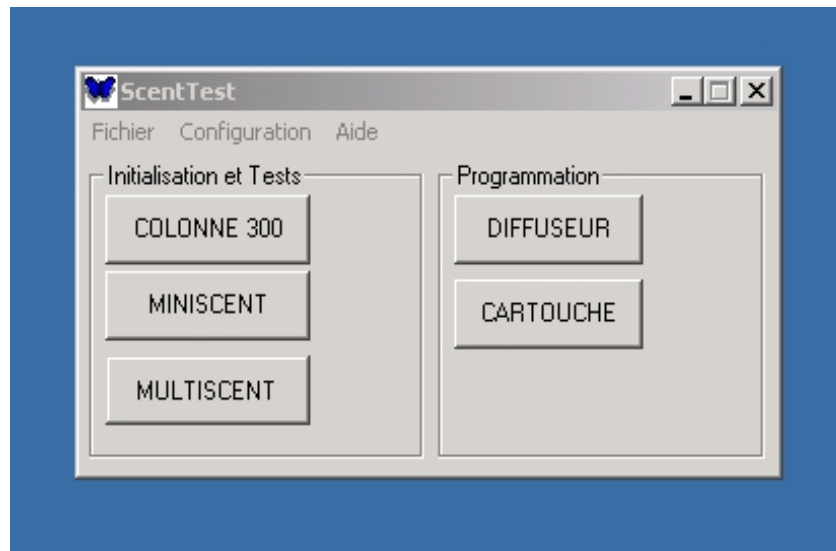 ScentTest
Fichier Configuration Aide
Initialisation et Tests
COLONNE 300
MINISCENT
MULTISCENT
Programmation
DIFFUSEUR
CARTOUCHE